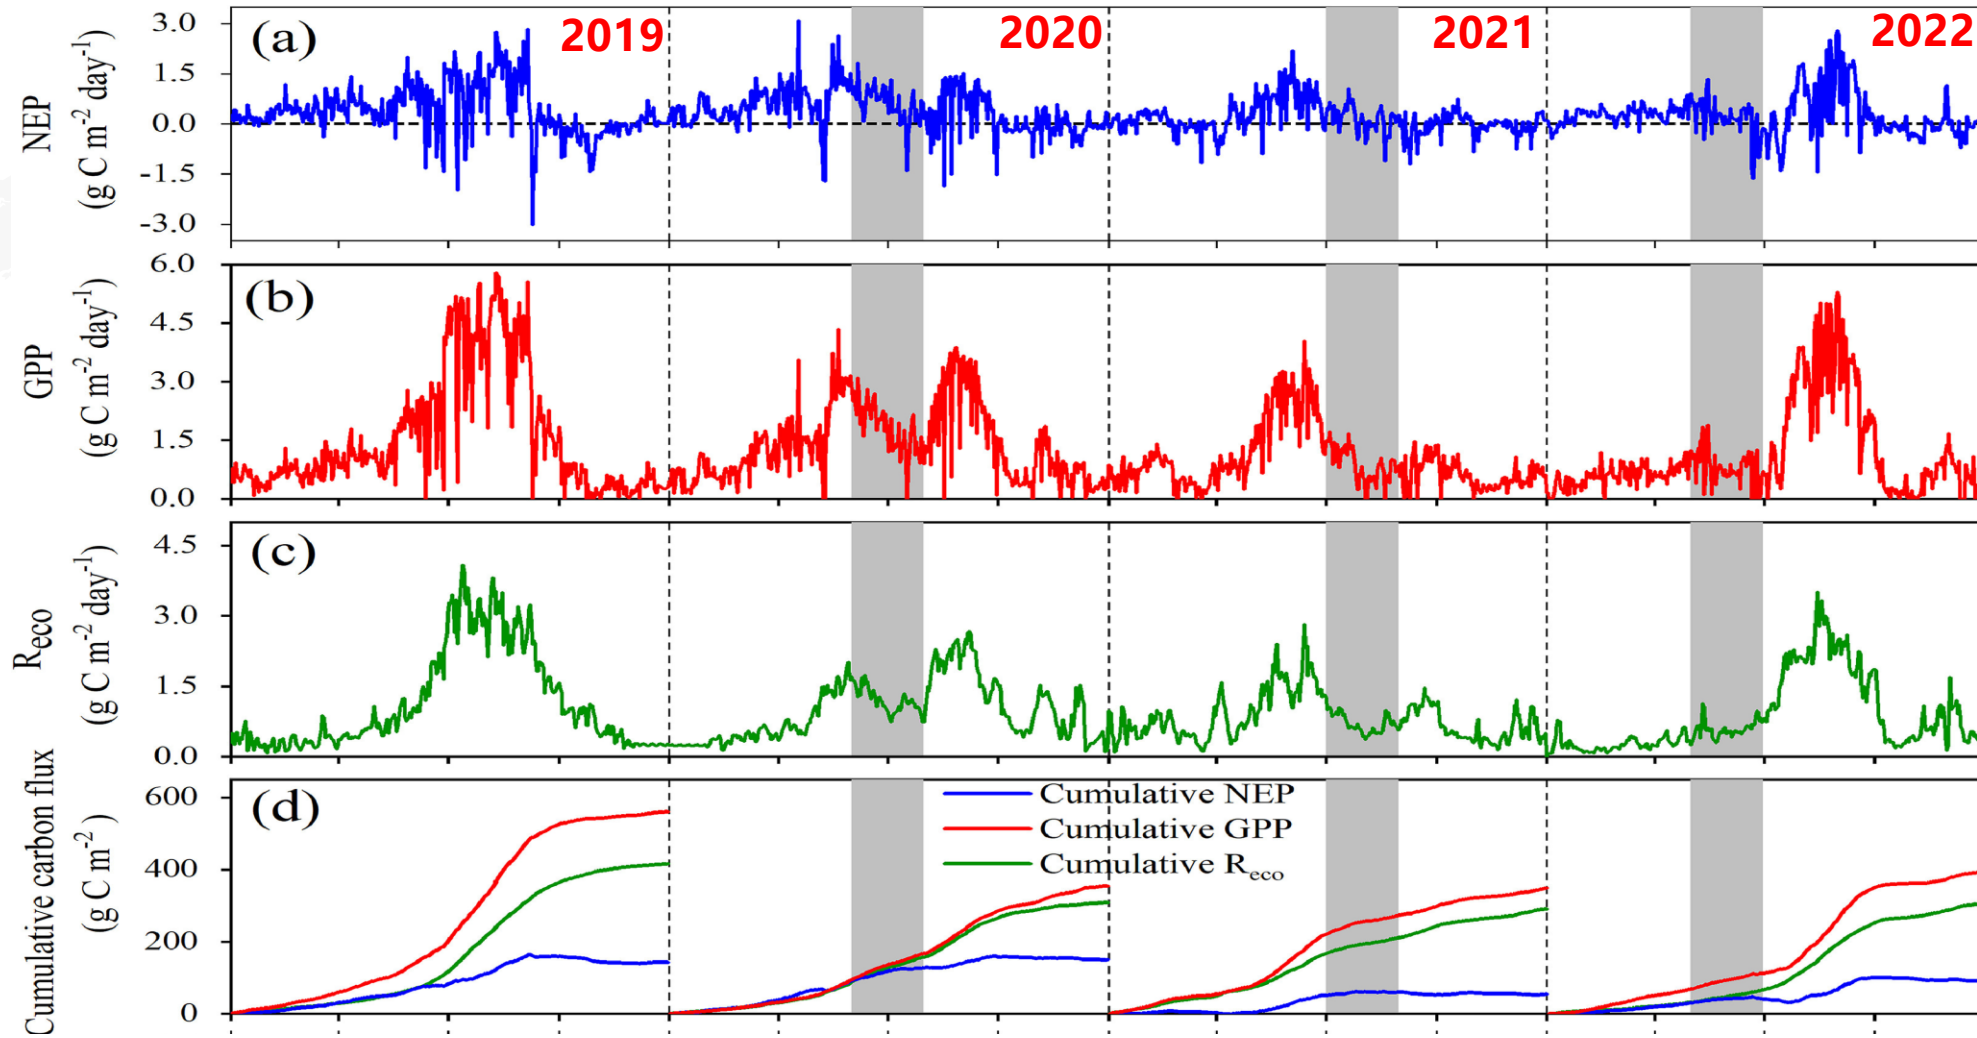 (a)
2019
2020
2021
2022
NEP
(g C m⁻² day⁻¹)
3.0
1.5
0.0
-1.5
-3.0
(b)
GPP
(g C m⁻² day⁻¹)
6.0
4.5
3.0
1.5
0.0
(c)
Reco
(g C m⁻² day⁻¹)
4.5
3.0
1.5
0.0
(d)
Cumulative carbon flux
(g C m⁻²)
600
400
200
0
Cumulative NEP
Cumulative GPP
Cumulative Reco